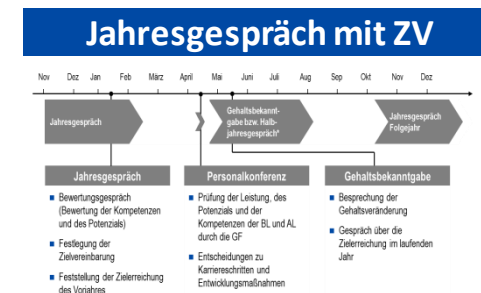 Jahresgespräch mit ZV
Nov Dez Jan Feb März April Mai Juni Juli Aug Sep Okt Nov Dez
Jahresgespräch
Gehaltsbekannt-
gabe bzw. Halb-
jahresgespräch*
Jahresgespräch
Folgejahr
Jahresgespräch
Bewertungsgespräch
(Bewertung der Kompetenzen
und des Potenzials)
Festlegung der
Zielvereinbarung
Feststellung der Zielerreichung
des Vorjahres
Personalkonferenz
Prüfung der Leistung, des
Potenzials und der
Kompetenzen der BL und AL
durch die GF
Entscheidungen zu
Karriereschritten und
Entwicklungsmaßnahmen
Gehaltsbekanntgabe
Besprechung der
Gehaltsveränderung
Gespräch über die
Zielerreichung im laufenden
Jahr